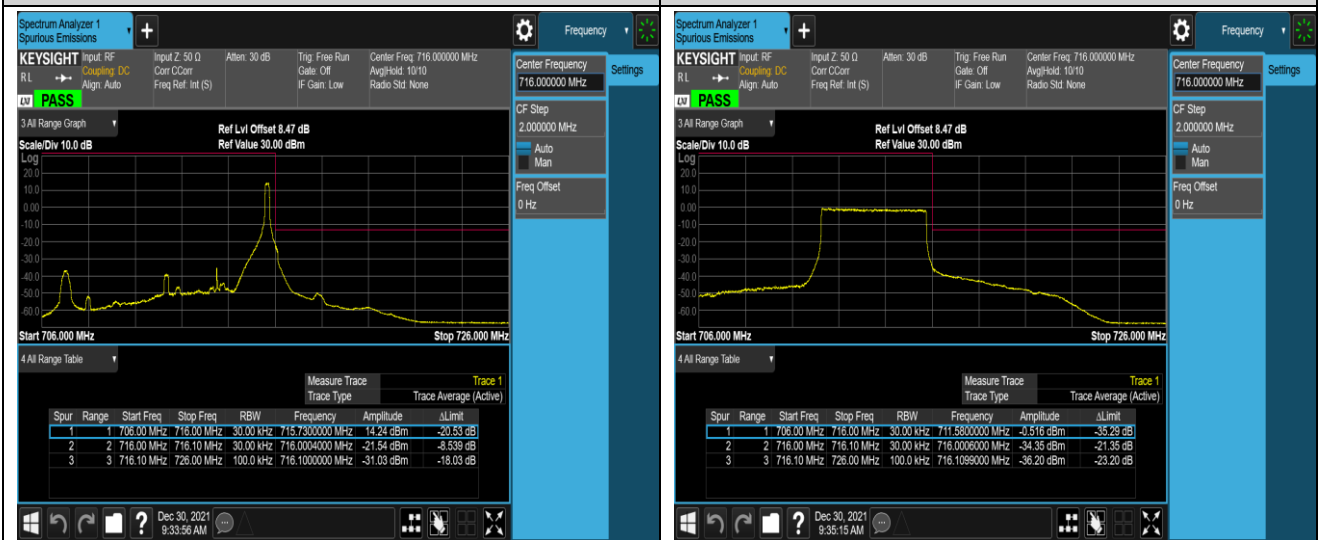 Spectrum Analyzer 1
Spurious Emissions
+
Frequency
KEYSIGHT
Input: RF
Coupling: DC
Align: Auto
Input Z: 50 Ω
Corr CCorr
Freq Ref: Int (S)
Atten: 30 dB
Trig: Free Run
Gate: Off
IF Gain: Low
Center Freq: 716.000000 MHz
Avg|Hold: 10/10
Radio Std: None
R L
LXI
PASS
3 All Range Graph
Ref Lvl Offset 8.47 dB
Scale/Div 10.0 dB
Ref Value 30.00 dBm
Log
20.0
10.0
0.00
-10.0
-20.0
-30.0
-40.0
-50.0
-60.0
Start 706.000 MHz
Stop 726.000 MHz
4 All Range Table
Measure Trace Trace 1
Trace Type Trace Average (Active)
Spur Range Start Freq Stop Freq RBW Frequency Amplitude ΔLimit
1 1 706.00 MHz 716.00 MHz 30.00 kHz 715.7300000 MHz 14.24 dBm -20.53 dB
2 2 716.00 MHz 716.10 MHz 30.00 kHz 716.0004000 MHz -21.54 dBm -8.539 dB
3 3 716.10 MHz 726.00 MHz 100.0 kHz 716.1000000 MHz -31.03 dBm -18.03 dB
Center Frequency
716.000000 MHz
Settings
CF Step
2.000000 MHz
Auto
Man
Freq Offset
0 Hz
?
Dec 30, 2021
9:33:56 AM
Spectrum Analyzer 1
Spurious Emissions
+
Frequency
KEYSIGHT
Input: RF
Coupling: DC
Align: Auto
Input Z: 50 Ω
Corr CCorr
Freq Ref: Int (S)
Atten: 30 dB
Trig: Free Run
Gate: Off
IF Gain: Low
Center Freq: 716.000000 MHz
Avg|Hold: 10/10
Radio Std: None
R L
LXI
PASS
3 All Range Graph
Ref Lvl Offset 8.47 dB
Scale/Div 10.0 dB
Ref Value 30.00 dBm
Log
20.0
10.0
0.00
-10.0
-20.0
-30.0
-40.0
-50.0
-60.0
Start 706.000 MHz
Stop 726.000 MHz
4 All Range Table
Measure Trace Trace 1
Trace Type Trace Average (Active)
Spur Range Start Freq Stop Freq RBW Frequency Amplitude ΔLimit
1 1 706.00 MHz 716.00 MHz 30.00 kHz 711.5800000 MHz -0.516 dBm -35.29 dB
2 2 716.00 MHz 716.10 MHz 30.00 kHz 716.0006000 MHz -34.35 dBm -21.35 dB
3 3 716.10 MHz 726.00 MHz 100.0 kHz 716.1099000 MHz -36.20 dBm -23.20 dB
Center Frequency
716.000000 MHz
Settings
CF Step
2.000000 MHz
Auto
Man
Freq Offset
0 Hz
?
Dec 30, 2021
9:35:15 AM